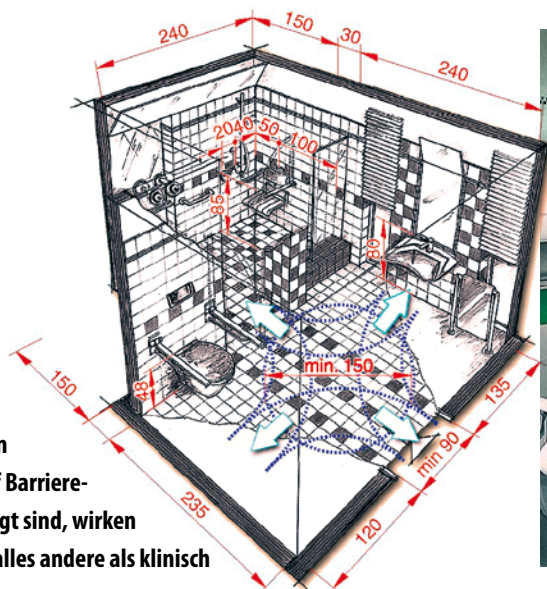 240
150
30
240
20 40 50 100
85
80
48
min. 150
150
235
120
min 90
135
n
f Barriere-
gt sind, wirken
alles andere als klinisch